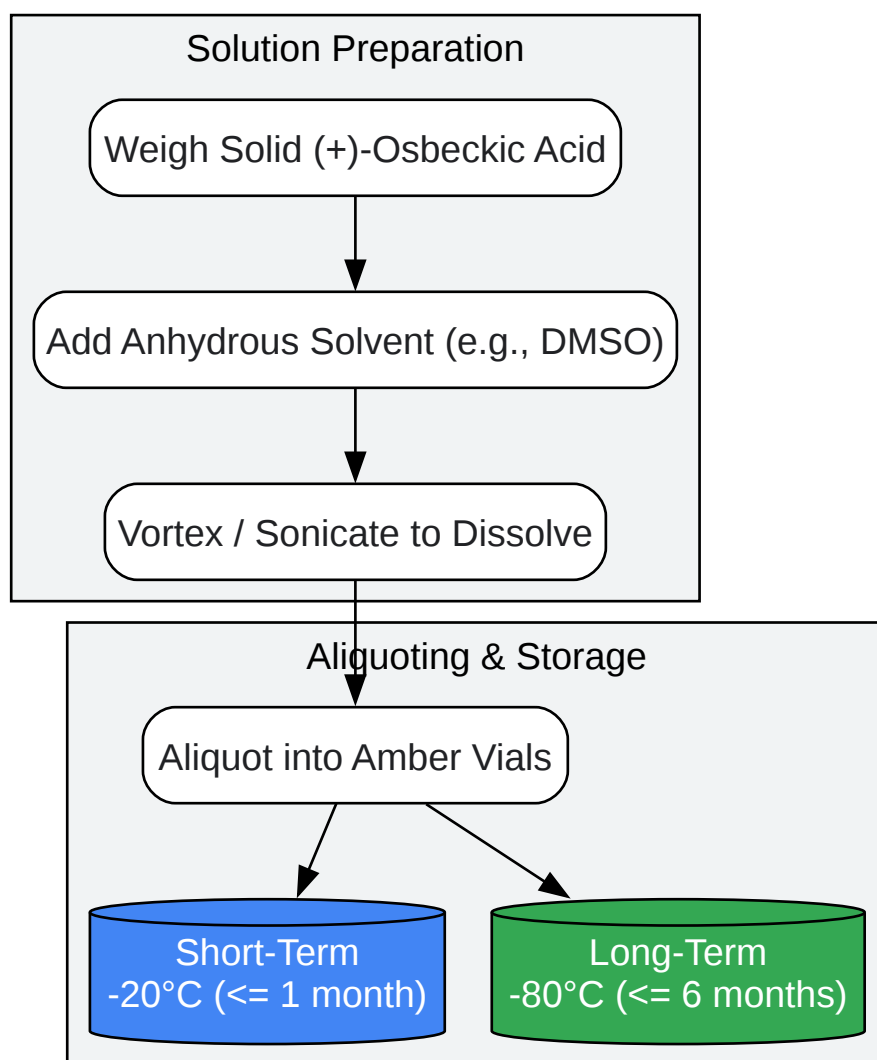 Solution Preparation
Weigh Solid (+)-Osbeckic Acid
Add Anhydrous Solvent (e.g., DMSO)
Vortex / Sonicate to Dissolve
Aliquoting & Storage
Aliquot into Amber Vials
Short-Term
-20°C (<= 1 month)
Long-Term
-80°C (<= 6 months)